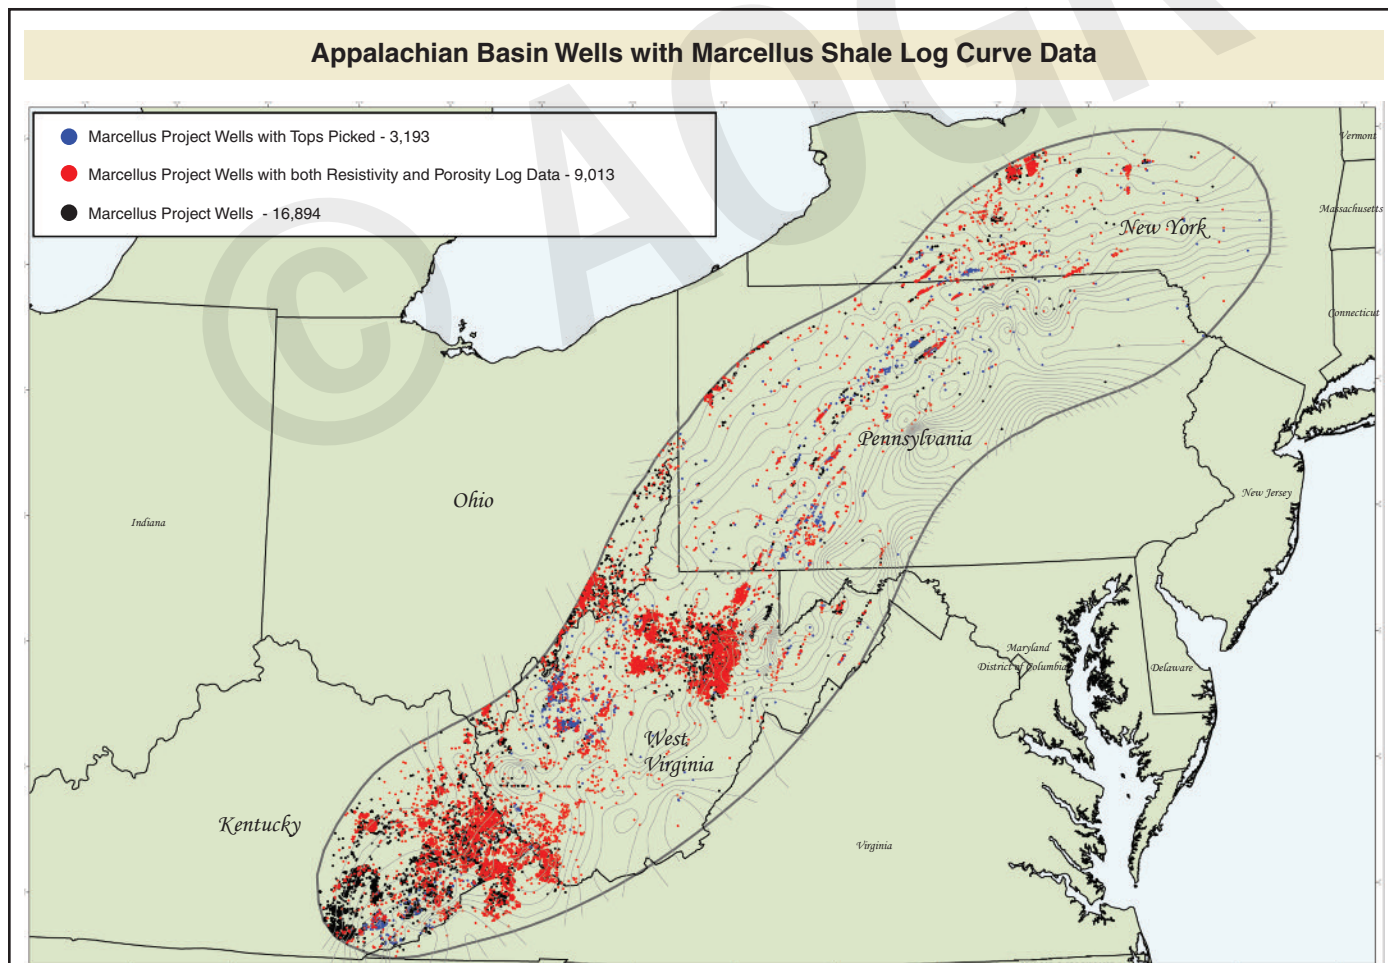 Appalachian Basin Wells with Marcellus Shale Log Curve Data
Marcellus Project Wells with Tops Picked - 3,193
Marcellus Project Wells with both Resistivity and Porosity Log Data - 9,013
Marcellus Project Wells - 16,894
© AOGR
Vermont
Massachusetts
New York
Connecticut
Pennsylvania
Ohio
New Jersey
Indiana
Maryland
District of Columbia
Delaware
West
Virginia
Kentucky
Virginia